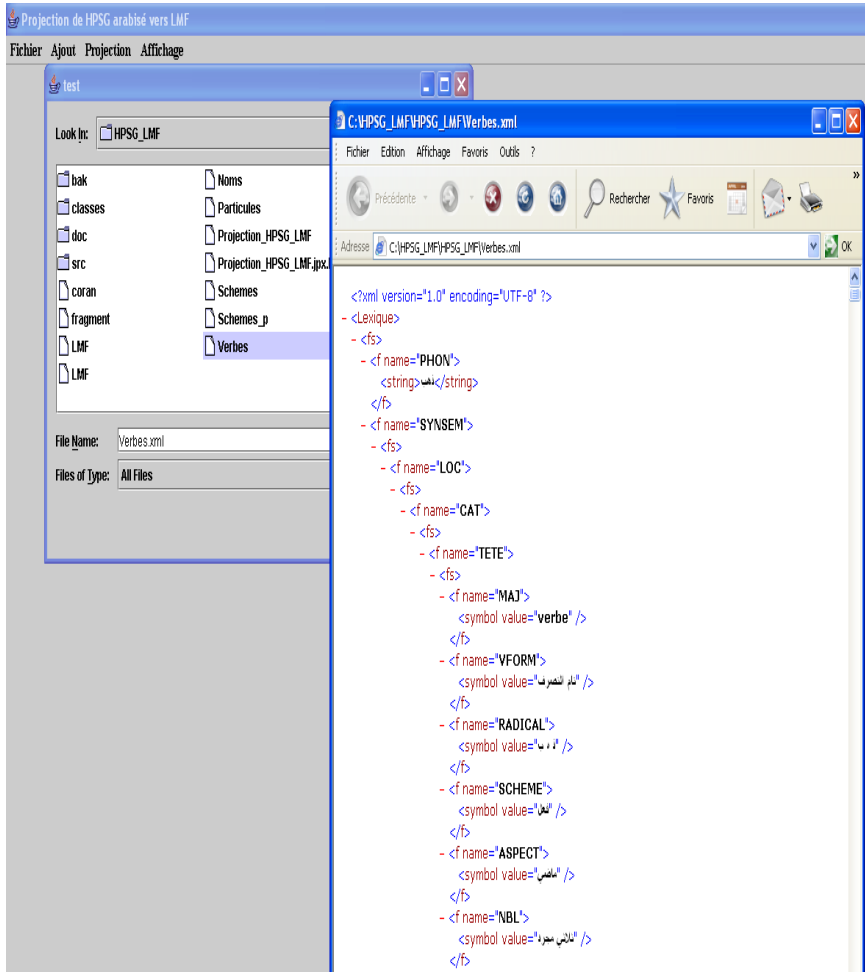 Projection de HPSG arabisé vers LMF
Fichier Ajout Projection Affichage
test
Look In: HPSG_LMF
bak
classes
doc
src
coran
fragment
LMF
LMF
Noms
Particules
Projection_HPSG_LMF
Projection_HPSG_LMF.jpx.
Schemes
Schemes_p
Verbes
File Name: Verbes.xml
Files of Type: All Files
C:\HPSG_LMF\HPSG_LMF\Verbes.xml
Fichier Edition Affichage Favoris Outils ?
Précédente Rechercher Favoris »
Adresse C:\HPSG_LMF\HPSG_LMF\Verbes.xml OK
<?xml version="1.0" encoding="UTF-8" ?>
- <Lexique>
- <fs>
- <f name="PHON">
<string>ذهب</string>
</f>
- <f name="SYNSEM">
- <fs>
- <f name="LOC">
- <fs>
- <f name="CAT">
- <fs>
- <f name="TETE">
- <fs>
- <f name="MAJ">
<symbol value="verbe" />
</f>
- <f name="VFORM">
<symbol value="تام التصرف" />
</f>
- <f name="RADICAL">
<symbol value="ذ ه ب" />
</f>
- <f name="SCHEME">
<symbol value="فعل" />
</f>
- <f name="ASPECT">
<symbol value="ماضي" />
</f>
- <f name="NBL">
<symbol value="ثلاثي مجرد" />
</f>